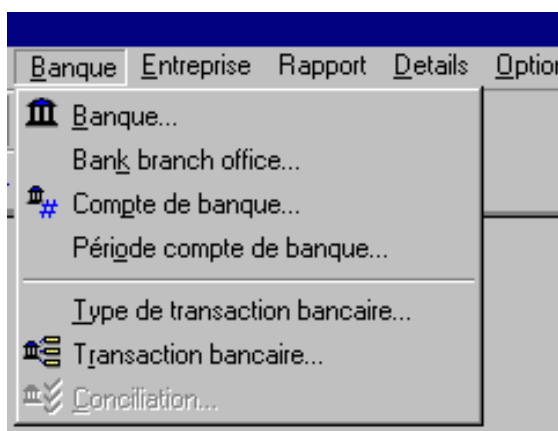 Banque Entreprise Rapport Details Option
Banque...
Bank branch office...
Compte de banque...
Période compte de banque...
Type de transaction bancaire...
Transaction bancaire...
Conciliation...